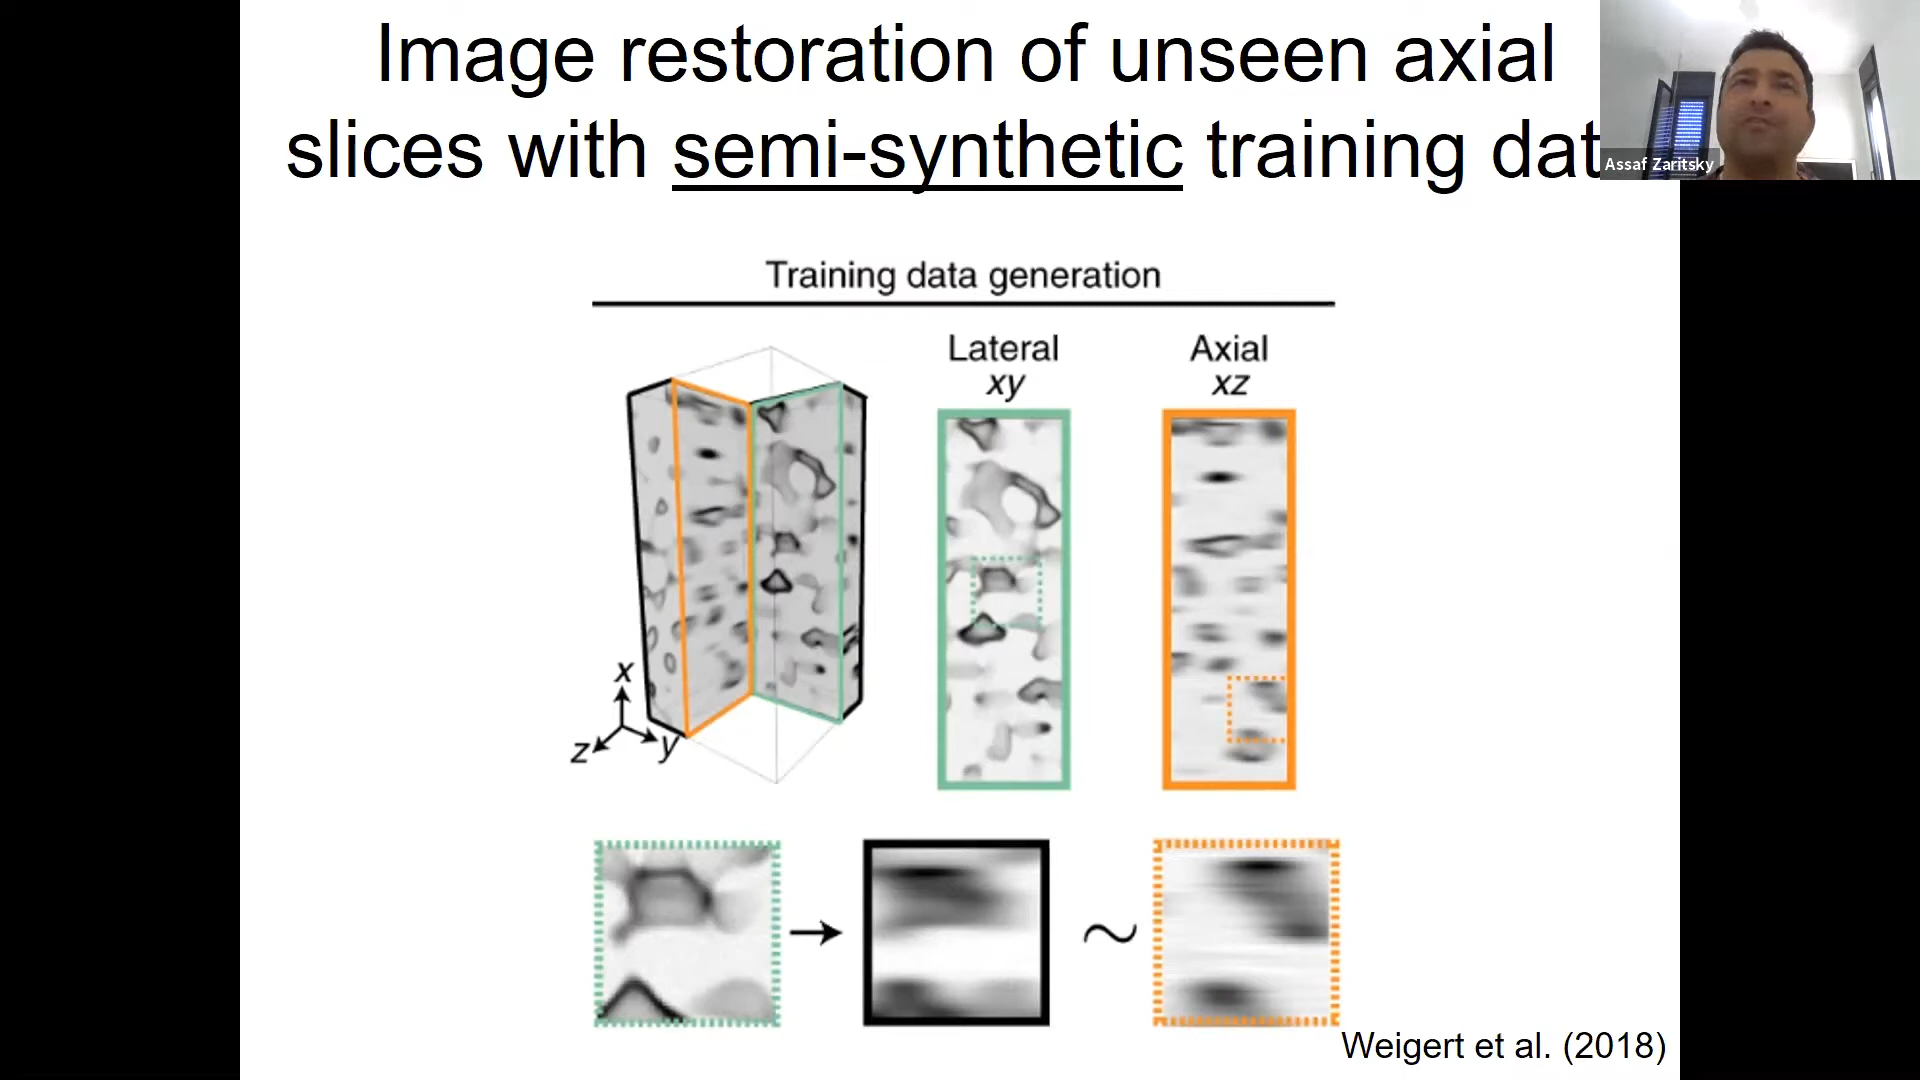 Image restoration of unseen axial
slices with semi-synthetic training dat
Assaf Zaritsky
Training data generation
Lateral
xy
Axial
xz
x
z
y
→
~
Weigert et al. (2018)